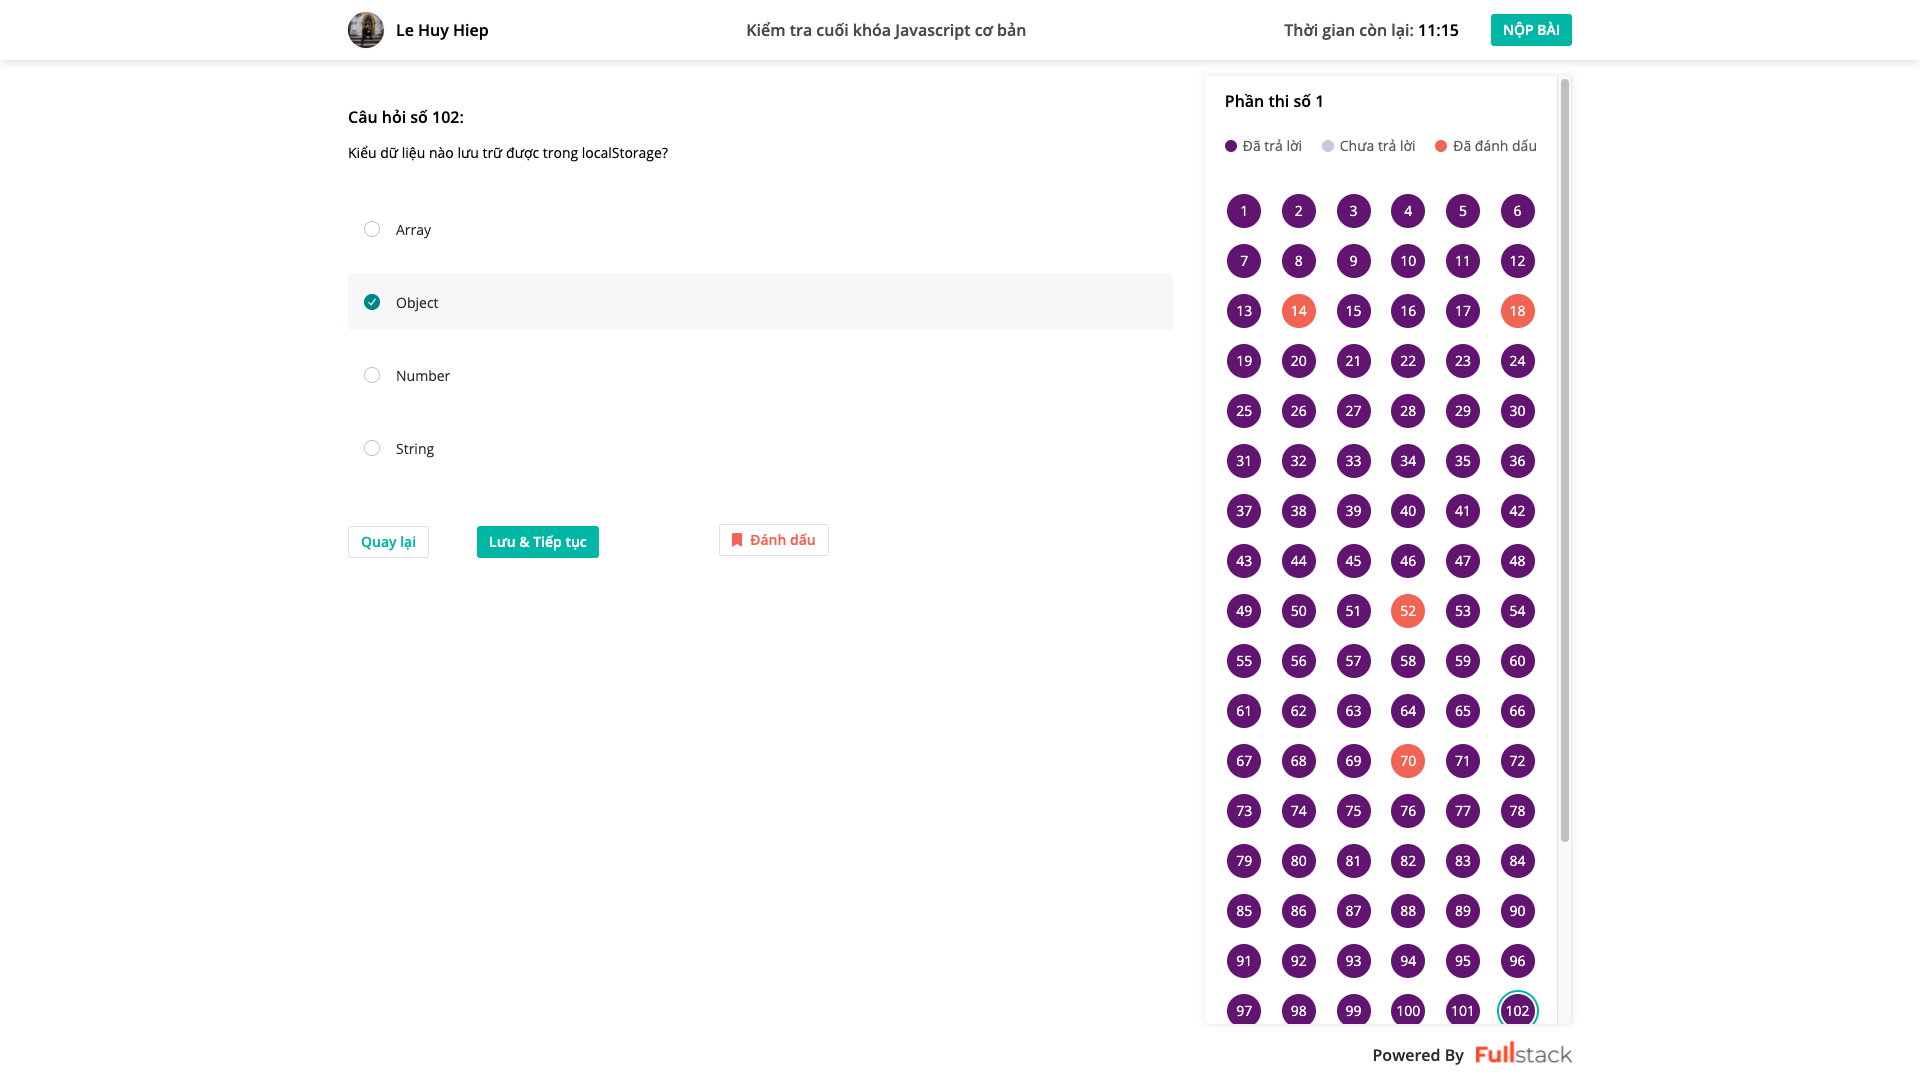 Le Huy Hiep
Kiểm tra cuối khóa Javascript cơ bản
Thời gian còn lại: 11:15
NỘP BÀI
Câu hỏi số 102:
Kiểu dữ liệu nào lưu trữ được trong localStorage?
Array
Object
Number
String
Quay lại
Lưu & Tiếp tục
Đánh dấu
Phần thi số 1
Đã trả lời
Chưa trả lời
Đã đánh dấu
1 2 3 4 5 6
7 8 9 10 11 12
13 14 15 16 17 18
19 20 21 22 23 24
25 26 27 28 29 30
31 32 33 34 35 36
37 38 39 40 41 42
43 44 45 46 47 48
49 50 51 52 53 54
55 56 57 58 59 60
61 62 63 64 65 66
67 68 69 70 71 72
73 74 75 76 77 78
79 80 81 82 83 84
85 86 87 88 89 90
91 92 93 94 95 96
97 98 99 100 101 102
Powered By Fullstack